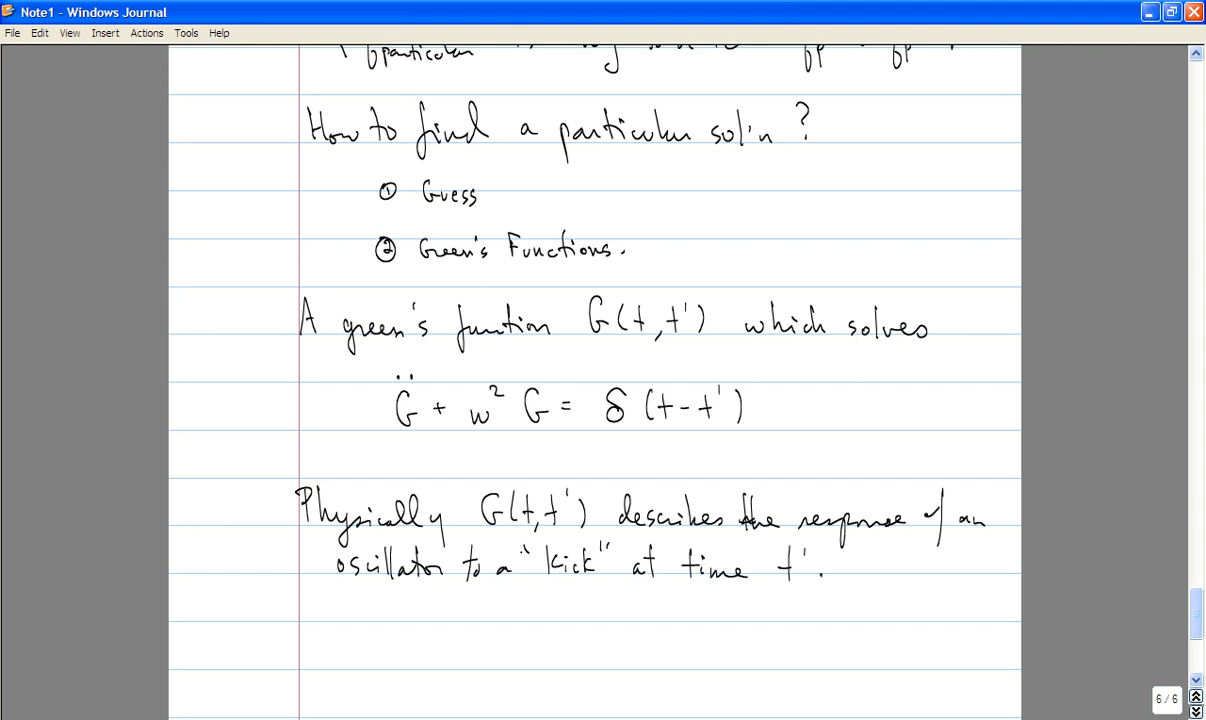 Note1 - Windows Journal
File Edit View Insert Actions Tools Help
particular
How to find a particular sol'n ?
① Guess
② Green's Functions.
A green's function G(t,t') which solves
G̈ + w² G = δ (t-t')
Physically G(t,t') describes the response of an
oscillator to a "kick" at time t'.
6 / 6